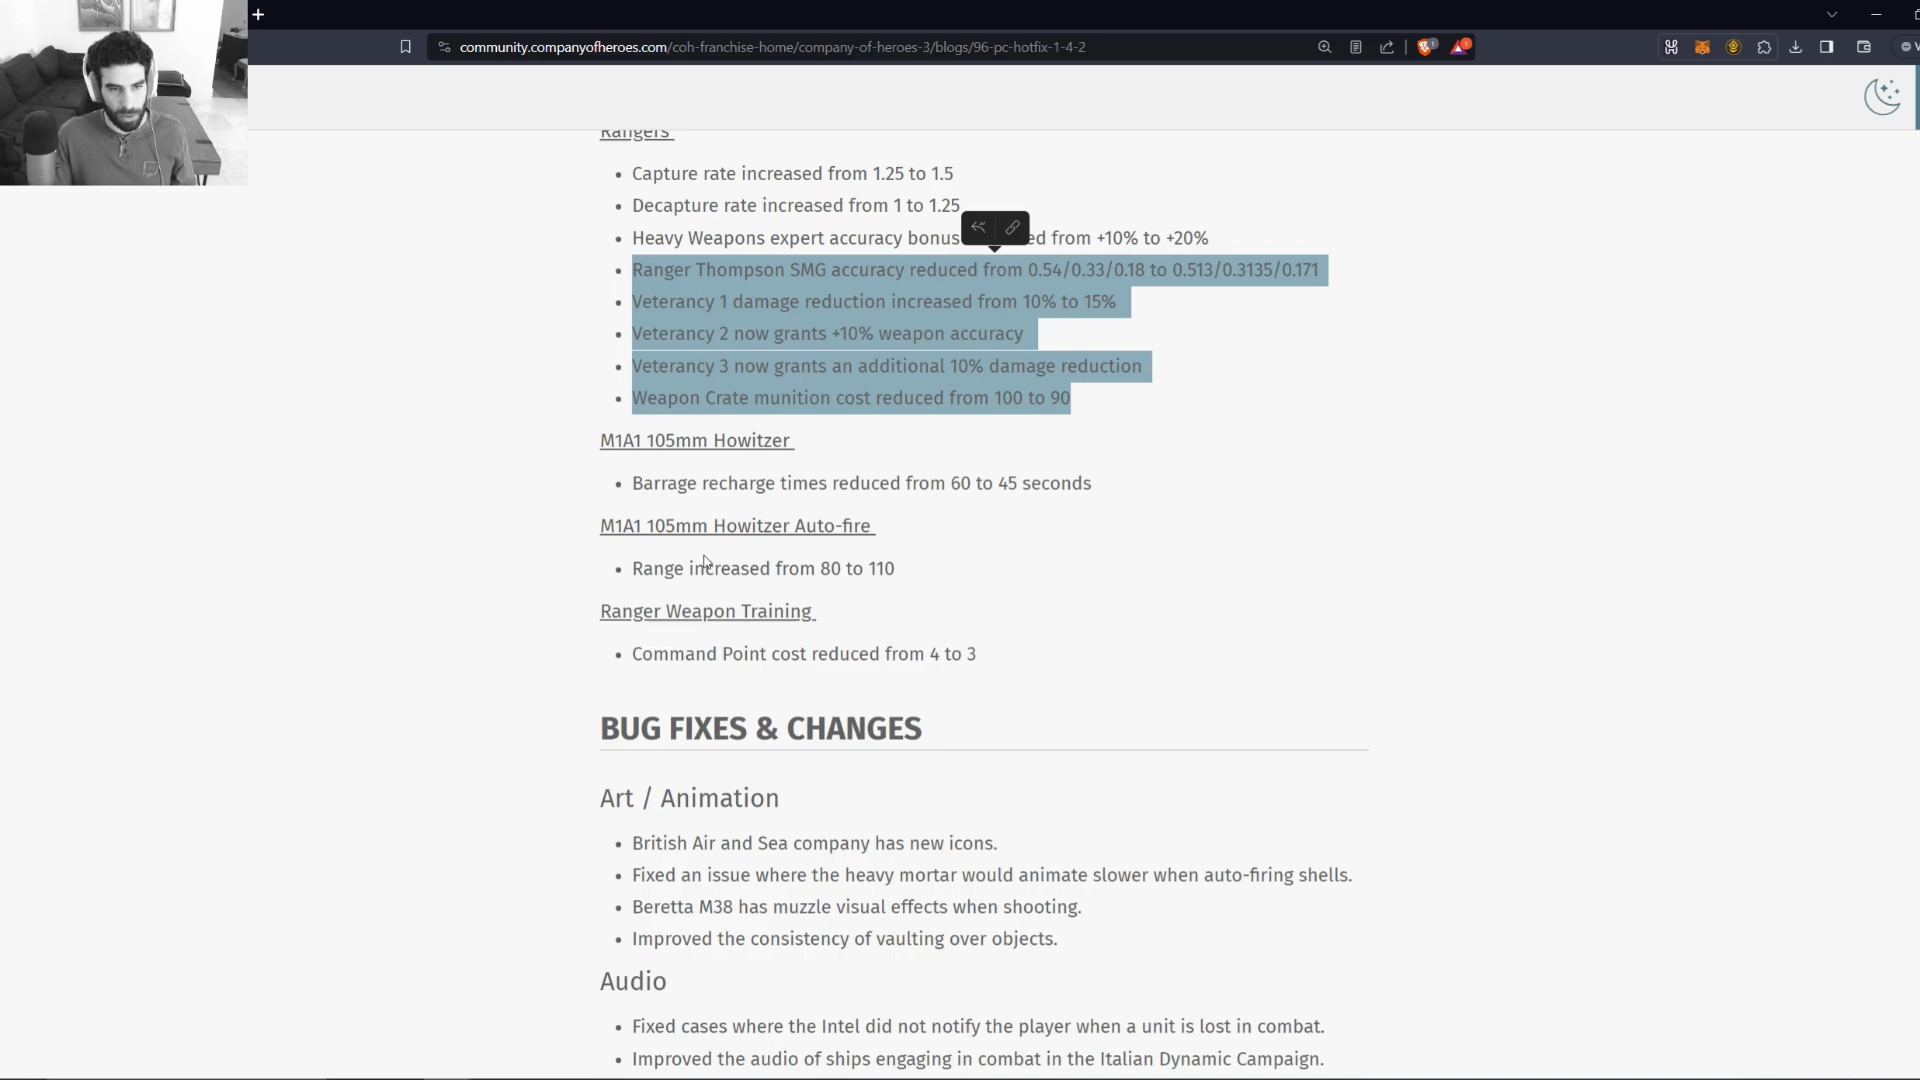 community.companyofheroes.com/coh-franchise-home/company-of-heroes-3/blogs/96-pc-hotfix-1-4-2
Rangers
• Capture rate increased from 1.25 to 1.5
• Decapture rate increased from 1 to 1.25
• Heavy Weapons expert accuracy bonus ed from +10% to +20%
• Ranger Thompson SMG accuracy reduced from 0.54/0.33/0.18 to 0.513/0.3135/0.171
• Veterancy 1 damage reduction increased from 10% to 15%
• Veterancy 2 now grants +10% weapon accuracy
• Veterancy 3 now grants an additional 10% damage reduction
• Weapon Crate munition cost reduced from 100 to 90
M1A1 105mm Howitzer
• Barrage recharge times reduced from 60 to 45 seconds
M1A1 105mm Howitzer Auto-fire
• Range increased from 80 to 110
Ranger Weapon Training
• Command Point cost reduced from 4 to 3
BUG FIXES & CHANGES
Art / Animation
• British Air and Sea company has new icons.
• Fixed an issue where the heavy mortar would animate slower when auto-firing shells.
• Beretta M38 has muzzle visual effects when shooting.
• Improved the consistency of vaulting over objects.
Audio
• Fixed cases where the Intel did not notify the player when a unit is lost in combat.
• Improved the audio of ships engaging in combat in the Italian Dynamic Campaign.